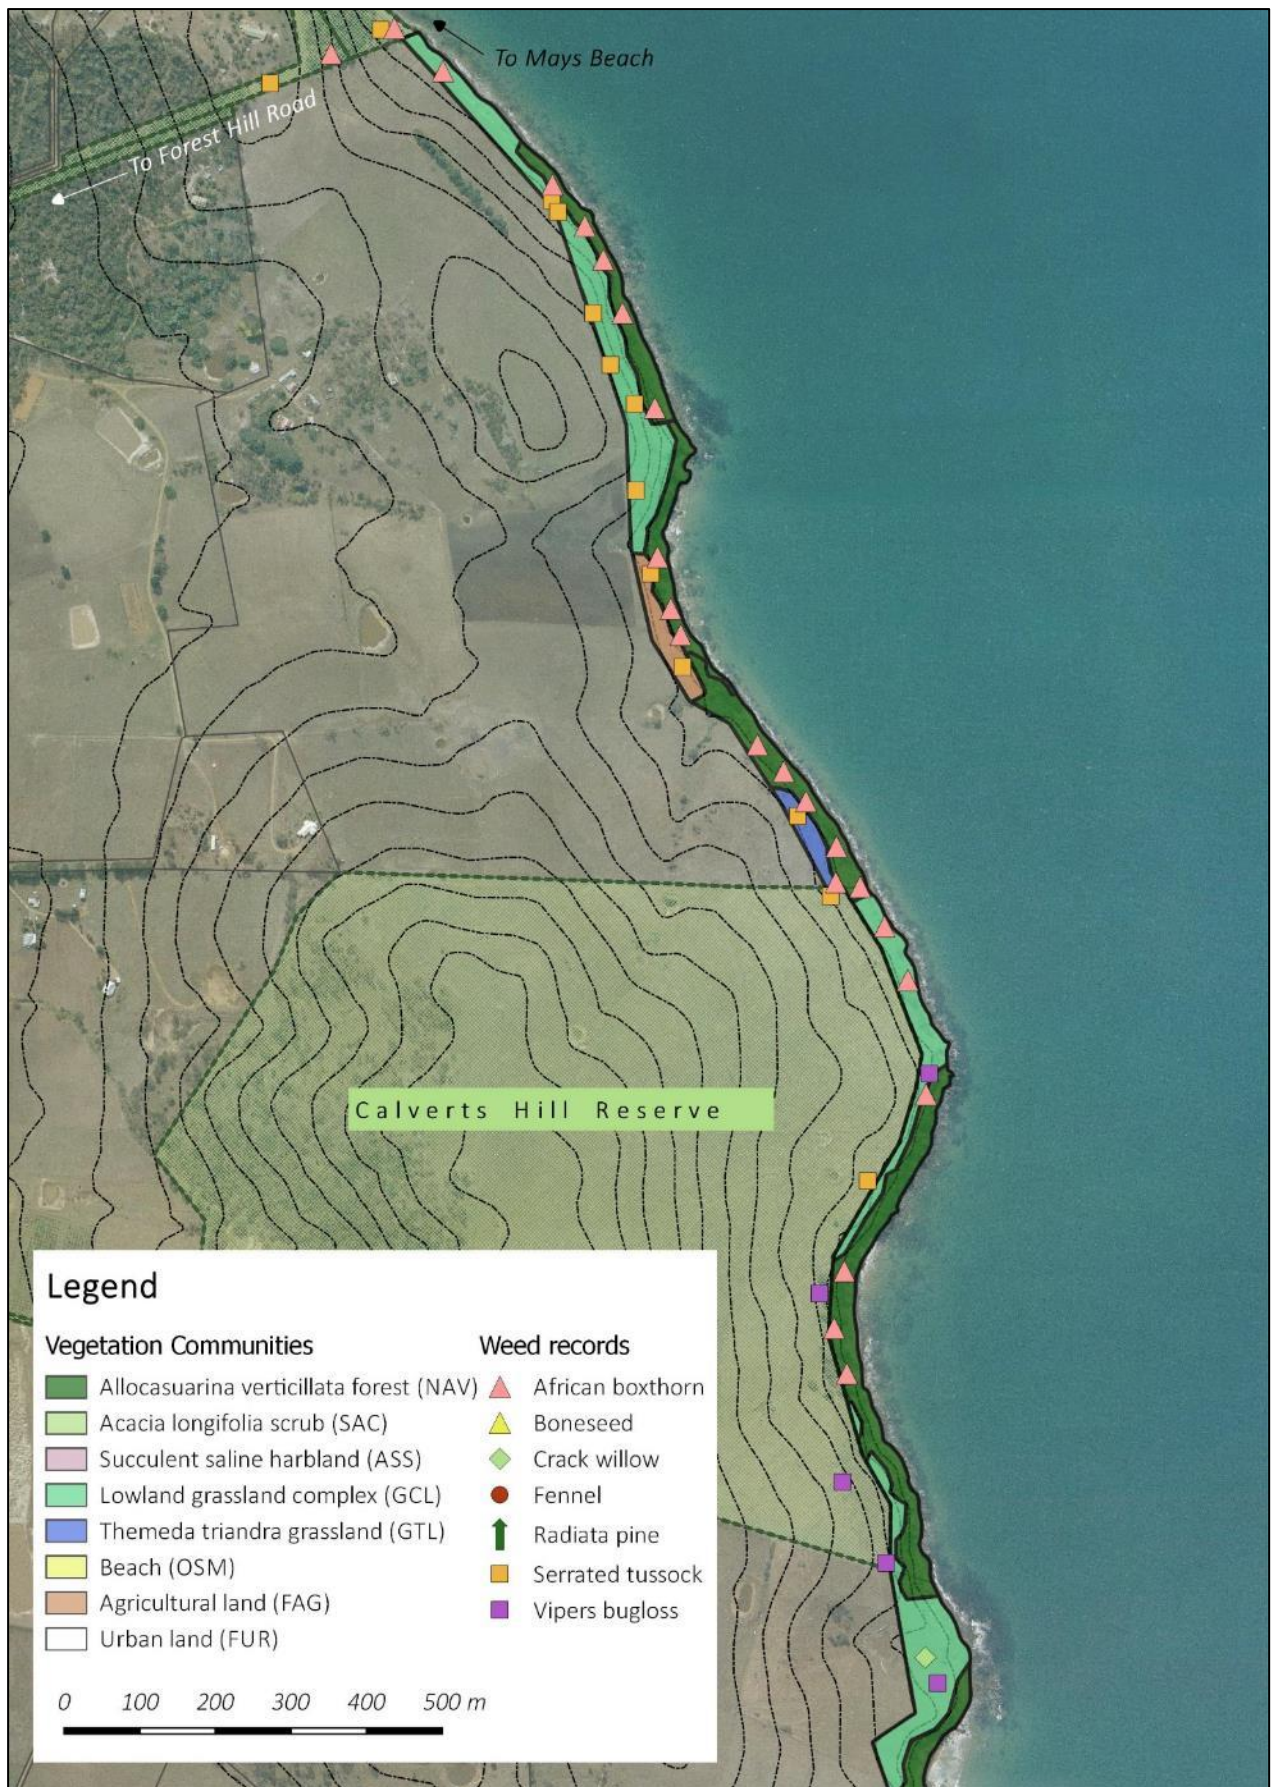 To Mays Beach
To Forest Hill Road
Calverts Hill Reserve
Legend
Vegetation Communities
Allocasuarina verticillata forest (NAV)
Acacia longifolia scrub (SAC)
Succulent saline harbland (ASS)
Lowland grassland complex (GCL)
Themeda triandra grassland (GTL)
Beach (OSM)
Agricultural land (FAG)
Urban land (FUR)
Weed records
African boxthorn
Boneseed
Crack willow
Fennel
Radiata pine
Serrated tussock
Vipers bugloss
0 100 200 300 400 500 m